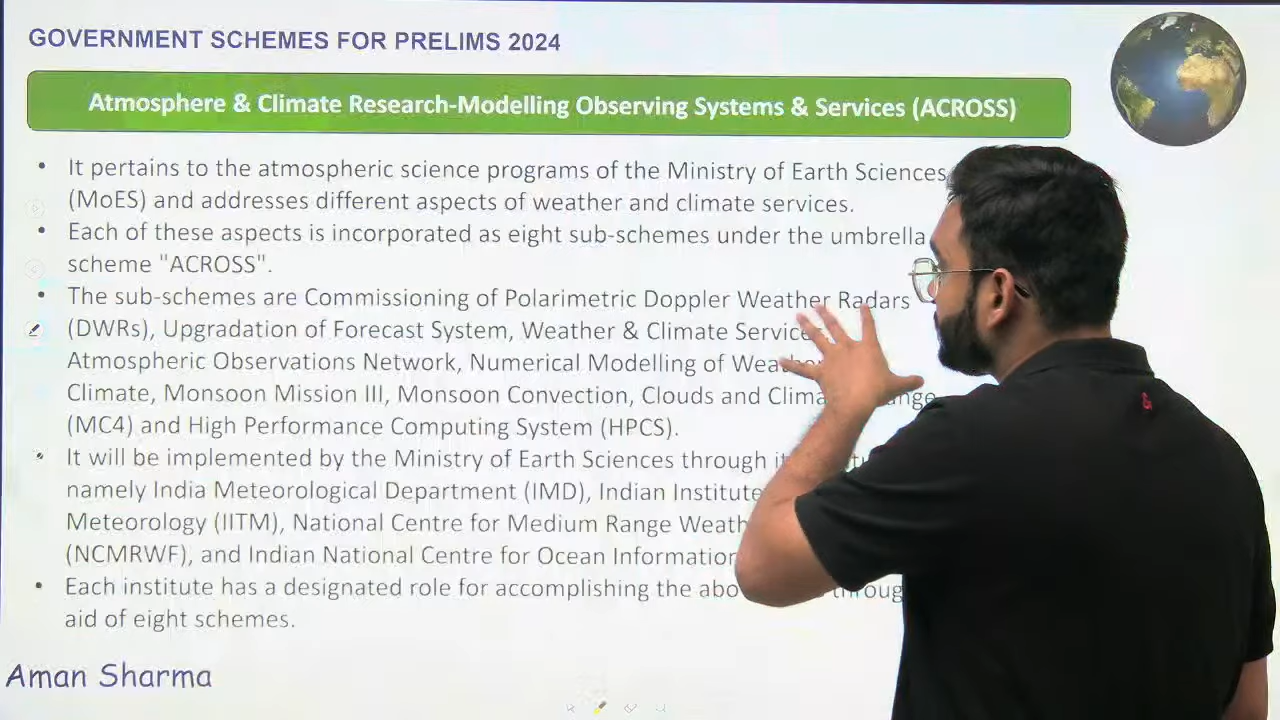 GOVERNMENT SCHEMES FOR PRELIMS 2024
Atmosphere & Climate Research-Modelling Observing Systems & Services (ACROSS)
• It pertains to the atmospheric science programs of the Ministry of Earth Sciences
(MoES) and addresses different aspects of weather and climate services.
• Each of these aspects is incorporated as eight sub-schemes under the umbrella
scheme "ACROSS".
• The sub-schemes are Commissioning of Polarimetric Doppler Weather Radars
(DWRs), Upgradation of Forecast System, Weather & Climate
Atmospheric Observations Network, Numerical Modelling of
Climate, Monsoon Mission III, Monsoon Convection, Clouds and
(MC4) and High Performance Computing System (HPCS).
• It will be implemented by the Ministry of Earth Sciences through
namely India Meteorological Department (IMD), Indian Institute
Meteorology (IITM), National Centre for Medium Range
(NCMRWF), and Indian National Centre for Ocean
• Each institute has a designated role for accomplishing the
aid of eight schemes.
Aman Sharma